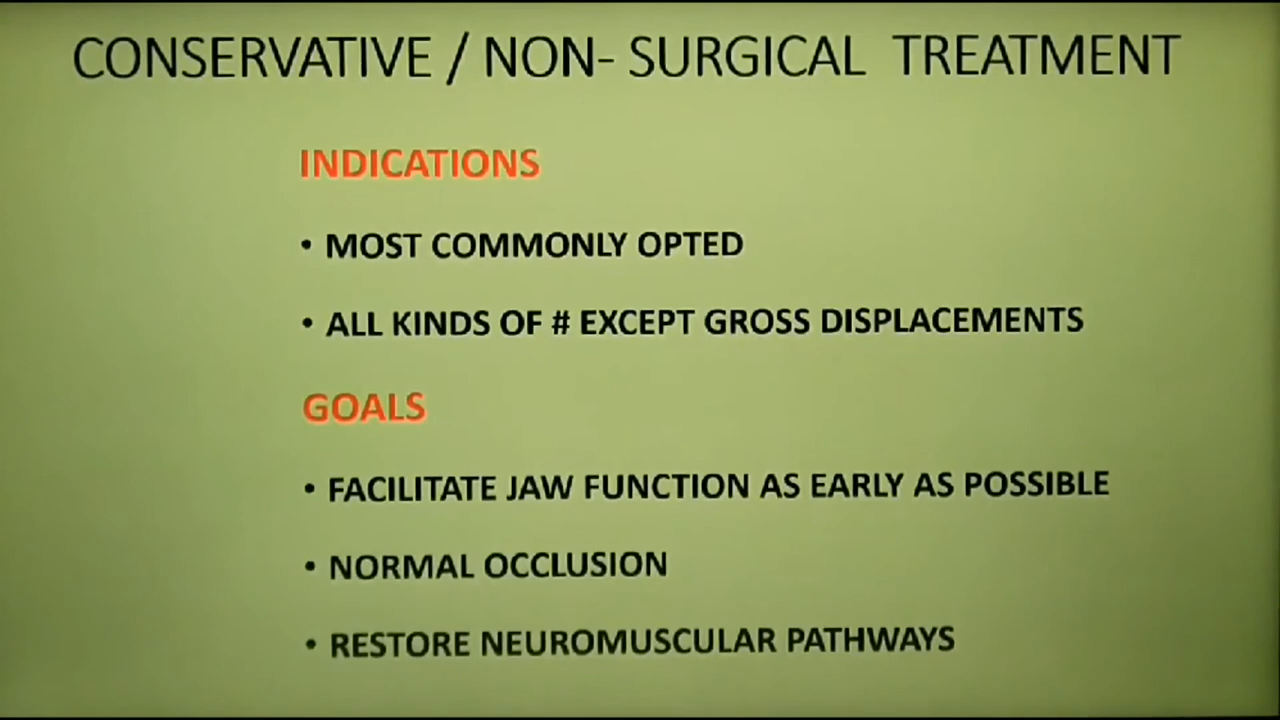 CONSERVATIVE / NON- SURGICAL TREATMENT
INDICATIONS
• MOST COMMONLY OPTED
• ALL KINDS OF # EXCEPT GROSS DISPLACEMENTS
GOALS
• FACILITATE JAW FUNCTION AS EARLY AS POSSIBLE
• NORMAL OCCLUSION
• RESTORE NEUROMUSCULAR PATHWAYS